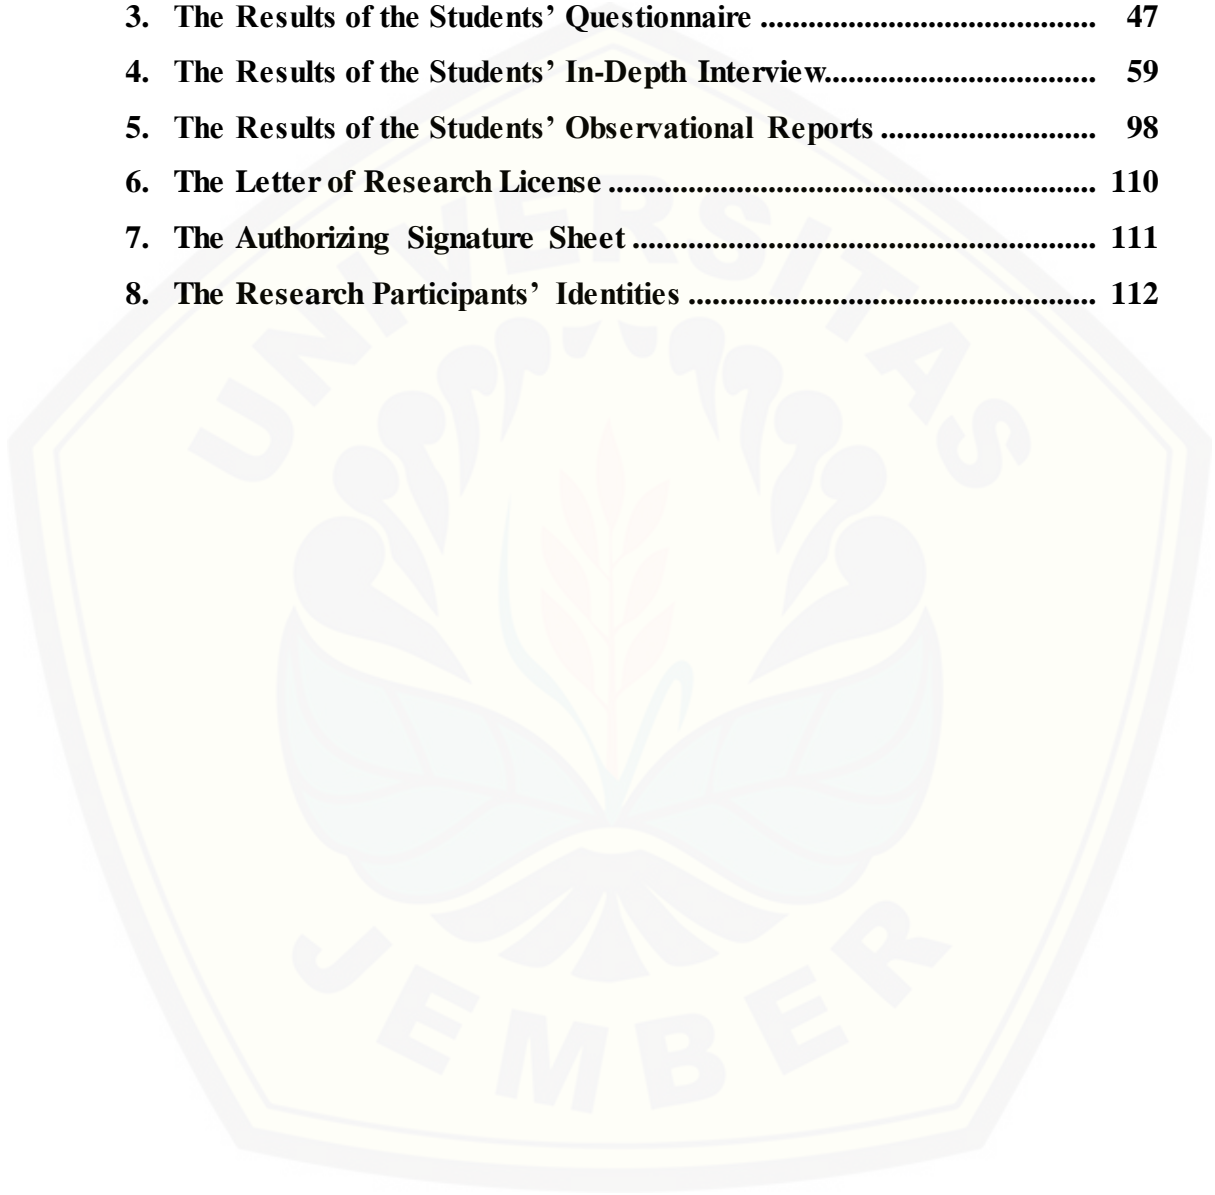 3. The Results of the Students’ Questionnaire .......................................... 47
4. The Results of the Students’ In-Depth Interview.................................. 59
5. The Results of the Students’ Observational Reports ........................... 98
6. The Letter of Research License ............................................................. 110
7. The Authorizing Signature Sheet .......................................................... 111
8. The Research Participants’ Identities ................................................... 112
UNIVERSITAS
JEMBER